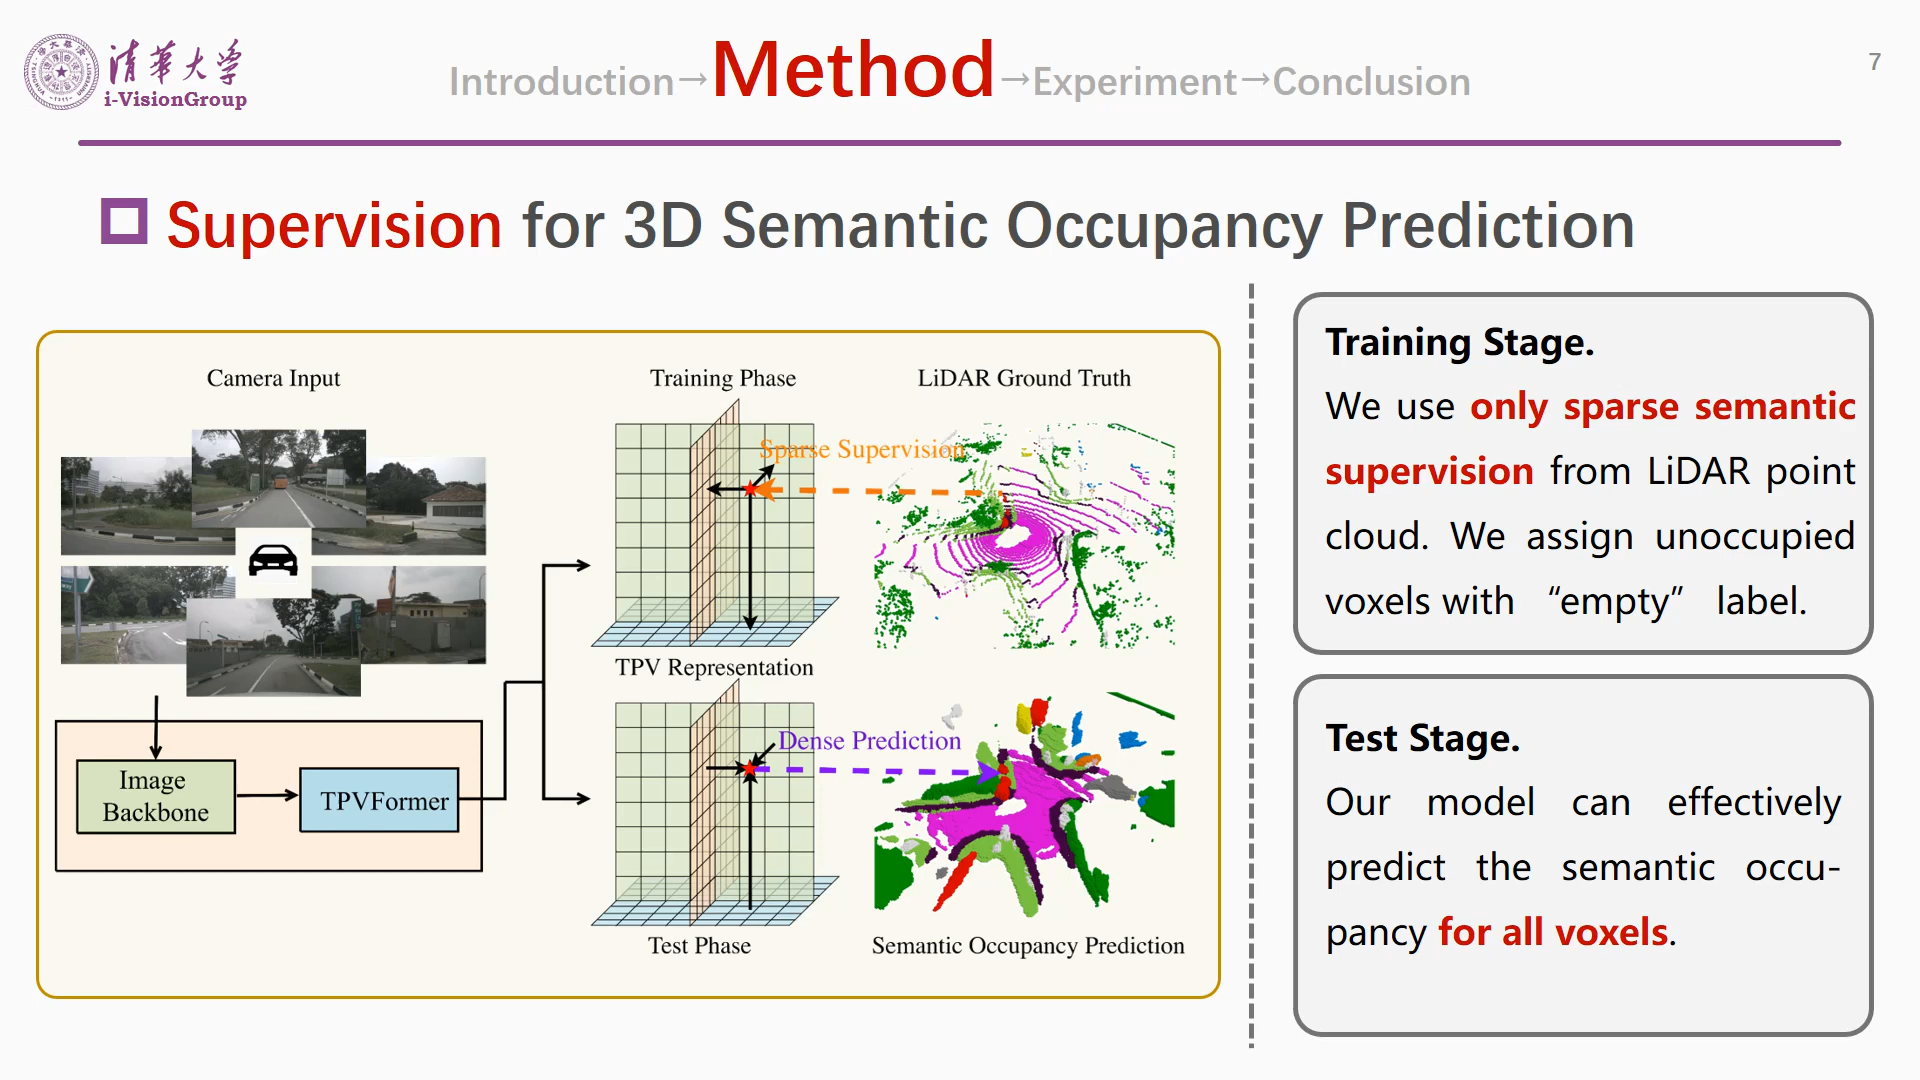 清华大学
i-VisionGroup
Introduction→Method→Experiment→Conclusion
7
Supervision for 3D Semantic Occupancy Prediction
Camera Input
Training Phase
LiDAR Ground Truth
Sparse Supervision
TPV Representation
Dense Prediction
Image
Backbone
TPVFormer
Test Phase
Semantic Occupancy Prediction
Training Stage.
We use only sparse semantic
supervision from LiDAR point
cloud. We assign unoccupied
voxels with “empty” label.
Test Stage.
Our model can effectively
predict the semantic occu-
pancy for all voxels.